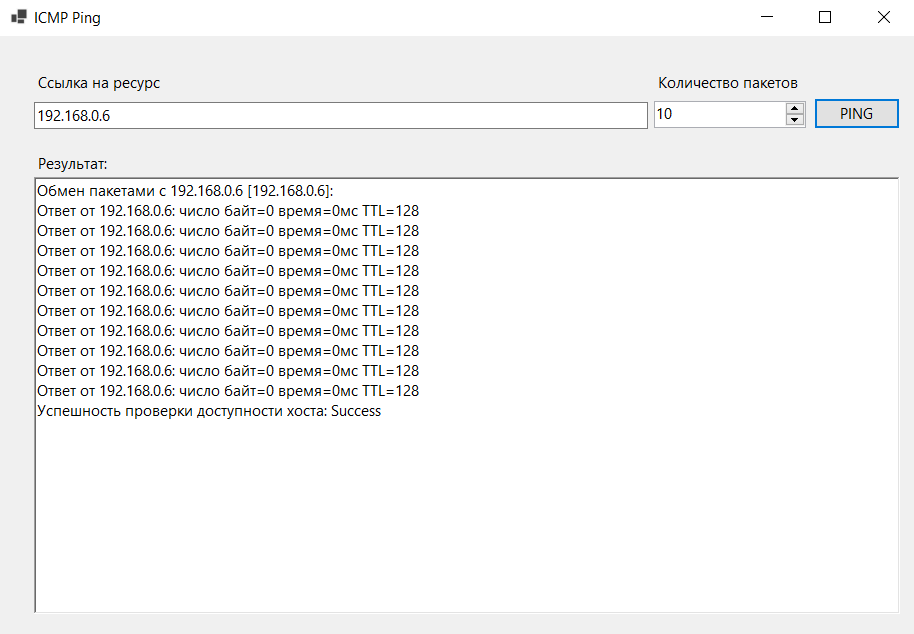 ICMP Ping
Ссылка на ресурс
Количество пакетов
192.168.0.6
10
PING
Результат:
Обмен пакетами с 192.168.0.6 [192.168.0.6]:
Ответ от 192.168.0.6: число байт=0 время=0мс TTL=128
Ответ от 192.168.0.6: число байт=0 время=0мс TTL=128
Ответ от 192.168.0.6: число байт=0 время=0мс TTL=128
Ответ от 192.168.0.6: число байт=0 время=0мс TTL=128
Ответ от 192.168.0.6: число байт=0 время=0мс TTL=128
Ответ от 192.168.0.6: число байт=0 время=0мс TTL=128
Ответ от 192.168.0.6: число байт=0 время=0мс TTL=128
Ответ от 192.168.0.6: число байт=0 время=0мс TTL=128
Ответ от 192.168.0.6: число байт=0 время=0мс TTL=128
Ответ от 192.168.0.6: число байт=0 время=0мс TTL=128
Успешность проверки доступности хоста: Success